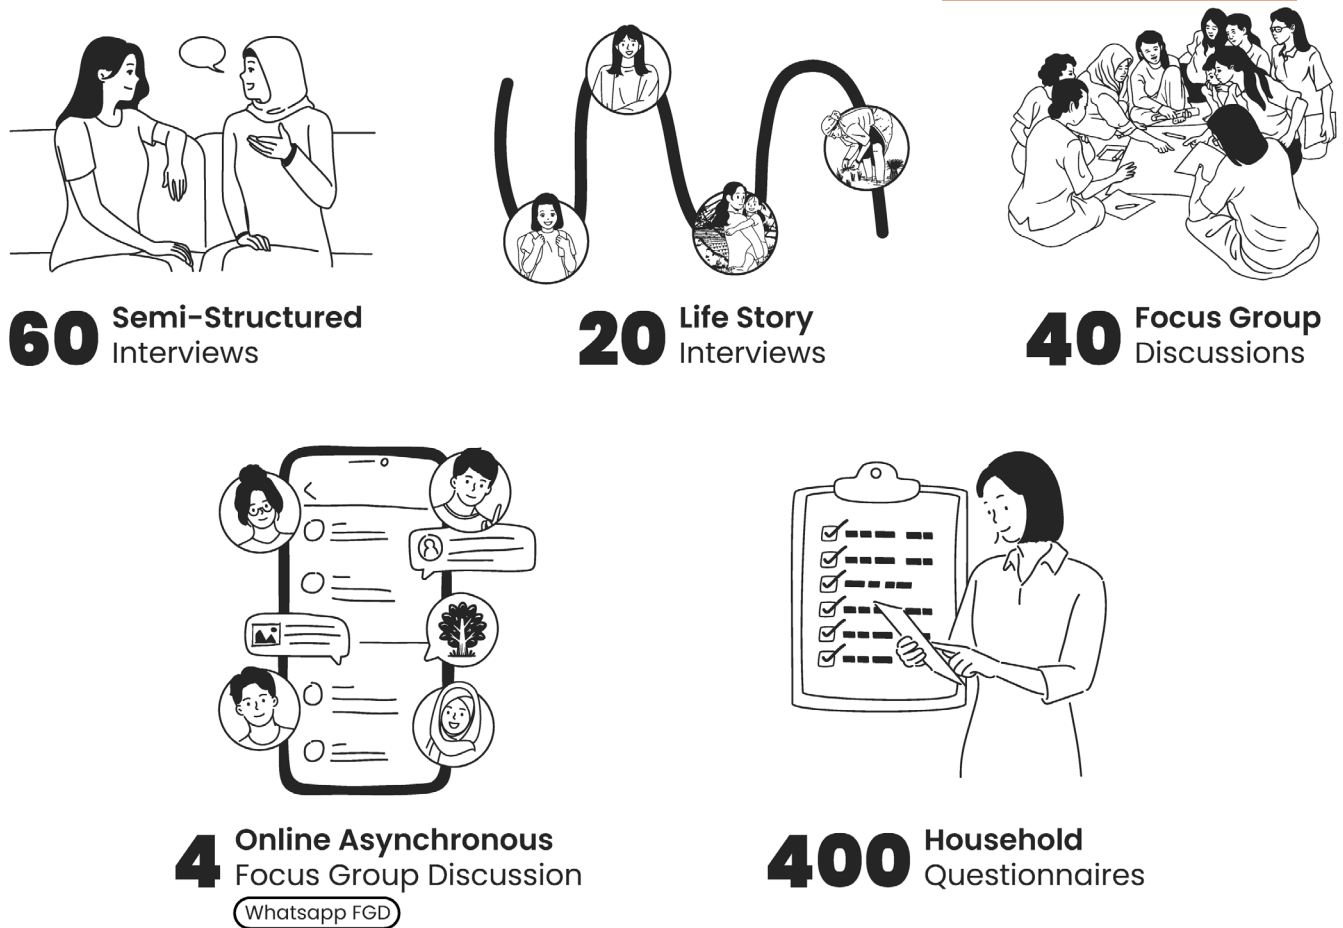 60 Semi-Structured
Interviews
20 Life Story
Interviews
40 Focus Group
Discussions
4 Online Asynchronous
Focus Group Discussion
Whatsapp FGD
400 Household
Questionnaires